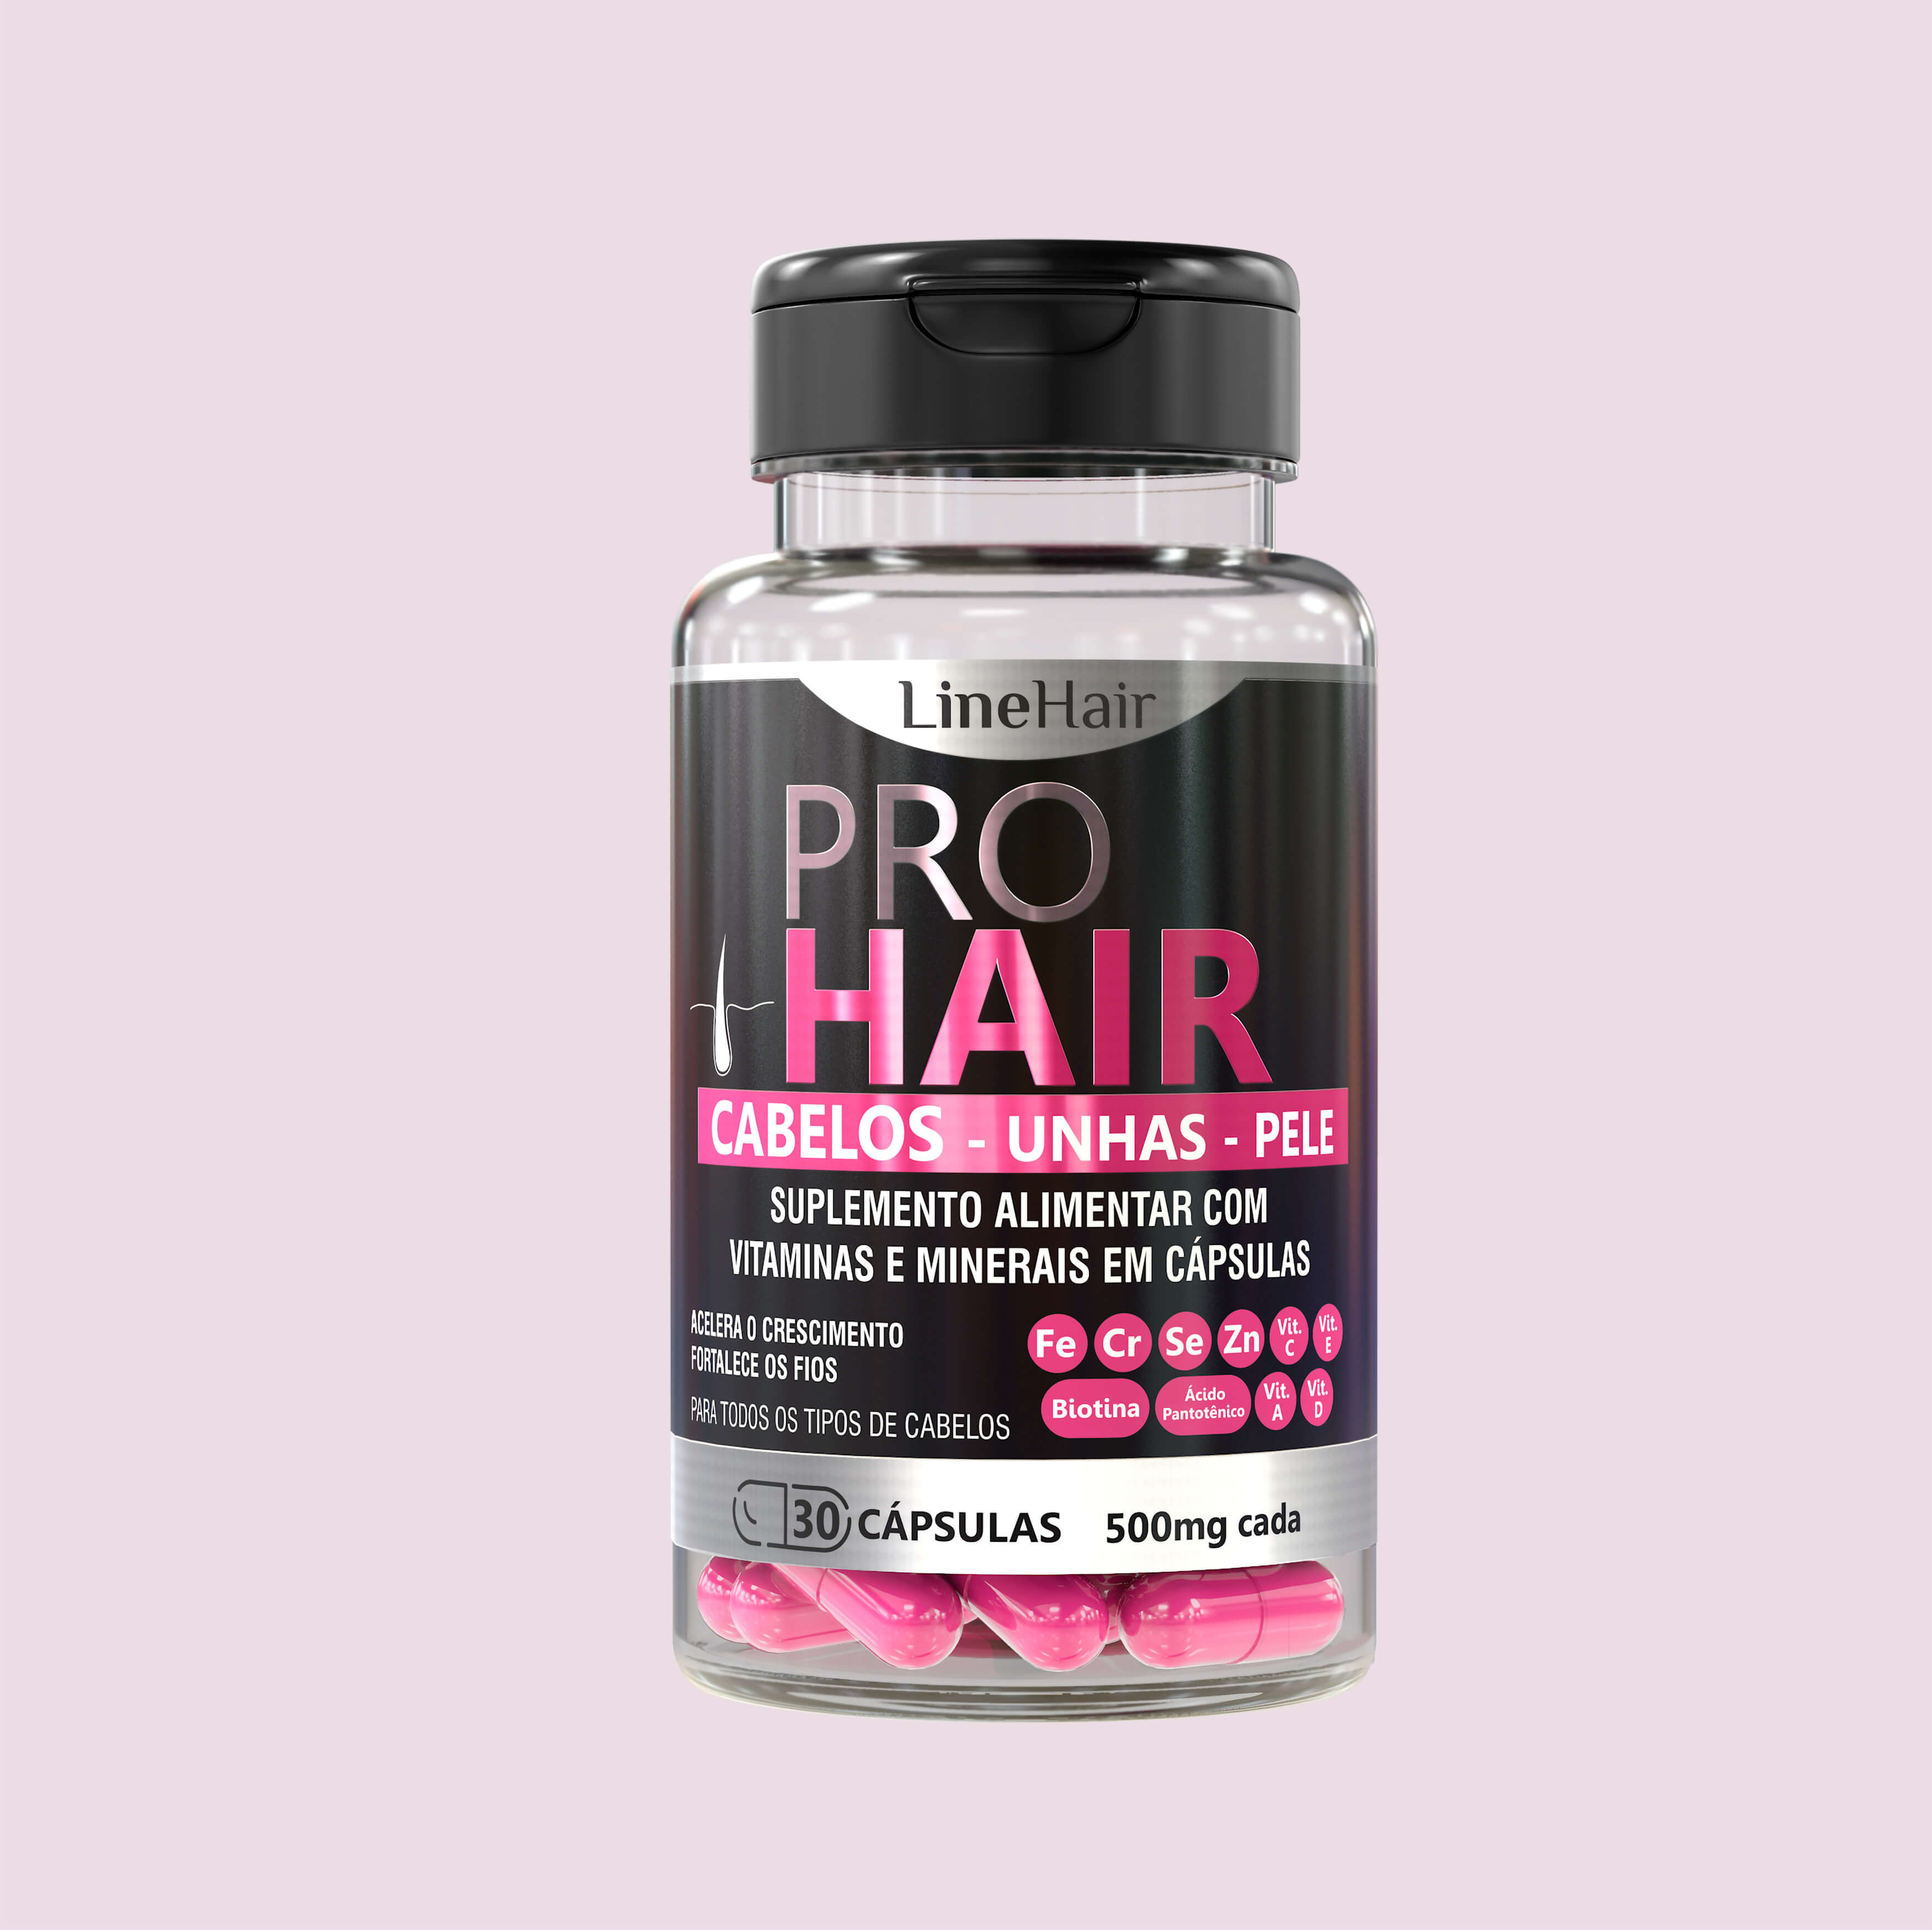 LineHair
PRO
HAIR
CABELOS - UNHAS - PELE
SUPLEMENTO ALIMENTAR COM
VITAMINAS E MINERAIS EM CÁPSULAS
ACELERA O CRESCIMENTO
FORTALECE OS FIOS
PARA TODOS OS TIPOS DE CABELOS
Fe Cr Se Zn Vit. C Vit. E
Biotina Ácido Pantotênico Vit. A Vit. D
30 CÁPSULAS 500mg cada